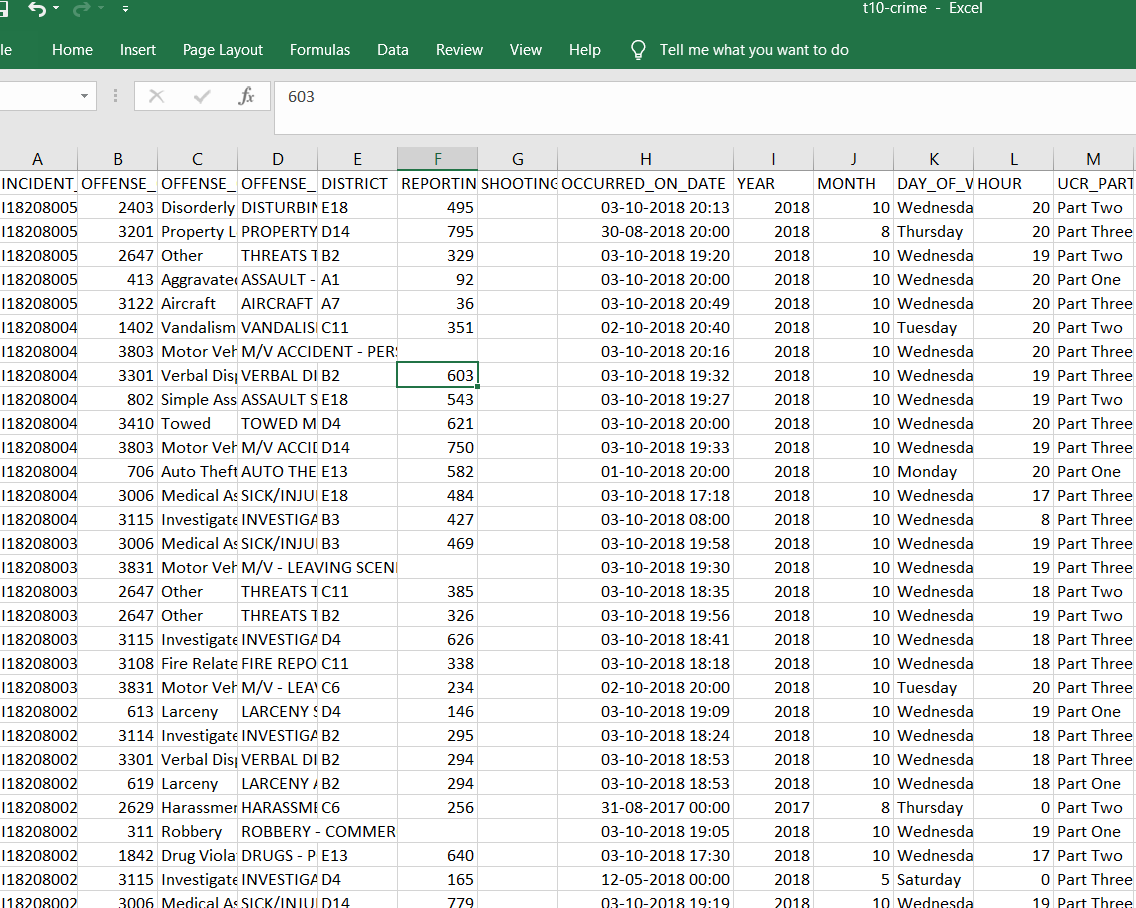 t10-crime - Excel
le Home Insert Page Layout Formulas Data Review View Help Tell me what you want to do
fx 603
A B C D E F G H I J K L M
INCIDENT_ OFFENSE_ OFFENSE_ OFFENSE_ DISTRICT REPORTIN SHOOTING OCCURRED_ON_DATE YEAR MONTH DAY_OF_W HOUR UCR_PART
I18208005 2403 Disorderly DISTURBIN E18 495 03-10-2018 20:13 2018 10 Wednesda 20 Part Two
I18208005 3201 Property L PROPERTY D14 795 30-08-2018 20:00 2018 8 Thursday 20 Part Three
I18208005 2647 Other THREATS T B2 329 03-10-2018 19:20 2018 10 Wednesda 19 Part Two
I18208005 413 Aggravated ASSAULT - A1 92 03-10-2018 20:00 2018 10 Wednesda 20 Part One
I18208005 3122 Aircraft AIRCRAFT A7 36 03-10-2018 20:49 2018 10 Wednesda 20 Part Three
I18208004 1402 Vandalism VANDALIS C11 351 02-10-2018 20:40 2018 10 Tuesday 20 Part Two
I18208004 3803 Motor Veh M/V ACCIDENT - PERS 03-10-2018 20:16 2018 10 Wednesda 20 Part Three
I18208004 3301 Verbal Disp VERBAL DI B2 603 03-10-2018 19:32 2018 10 Wednesda 19 Part Three
I18208004 802 Simple Ass ASSAULT S E18 543 03-10-2018 19:27 2018 10 Wednesda 19 Part Two
I18208004 3410 Towed TOWED M D4 621 03-10-2018 20:00 2018 10 Wednesda 20 Part Three
I18208004 3803 Motor Veh M/V ACCID D14 750 03-10-2018 19:33 2018 10 Wednesda 19 Part Three
I18208004 706 Auto Theft AUTO THE E13 582 01-10-2018 20:00 2018 10 Monday 20 Part One
I18208004 3006 Medical As SICK/INJU E18 484 03-10-2018 17:18 2018 10 Wednesda 17 Part Three
I18208004 3115 Investigate INVESTIGA B3 427 03-10-2018 08:00 2018 10 Wednesda 8 Part Three
I18208003 3006 Medical As SICK/INJU B3 469 03-10-2018 19:58 2018 10 Wednesda 19 Part Three
I18208003 3831 Motor Veh M/V - LEAVING SCEN 03-10-2018 19:30 2018 10 Wednesda 19 Part Three
I18208003 2647 Other THREATS T C11 385 03-10-2018 18:35 2018 10 Wednesda 18 Part Two
I18208003 2647 Other THREATS T B2 326 03-10-2018 19:56 2018 10 Wednesda 19 Part Two
I18208003 3115 Investigate INVESTIGA D4 626 03-10-2018 18:41 2018 10 Wednesda 18 Part Three
I18208003 3108 Fire Relate FIRE REPO C11 338 03-10-2018 18:18 2018 10 Wednesda 18 Part Three
I18208003 3831 Motor Veh M/V - LEAV C6 234 02-10-2018 20:00 2018 10 Tuesday 20 Part Three
I18208002 613 Larceny LARCENY S D4 146 03-10-2018 19:09 2018 10 Wednesda 19 Part One
I18208002 3114 Investigate INVESTIGA B2 295 03-10-2018 18:24 2018 10 Wednesda 18 Part Three
I18208002 3301 Verbal Disp VERBAL DI B2 294 03-10-2018 18:53 2018 10 Wednesda 18 Part Three
I18208002 619 Larceny LARCENY A B2 294 03-10-2018 18:53 2018 10 Wednesda 18 Part One
I18208002 2629 Harassmen HARASSME C6 256 31-08-2017 00:00 2017 8 Thursday 0 Part Two
I18208002 311 Robbery ROBBERY - COMMER 03-10-2018 19:05 2018 10 Wednesda 19 Part One
I18208002 1842 Drug Viola DRUGS - P E13 640 03-10-2018 17:30 2018 10 Wednesda 17 Part Two
I18208002 3115 Investigate INVESTIGA D4 165 12-05-2018 00:00 2018 5 Saturday 0 Part Three
I18208002 3006 Medical As SICK/INJU D14 779 03-10-2018 19:19 2018 10 Wednesda 19 Part Three